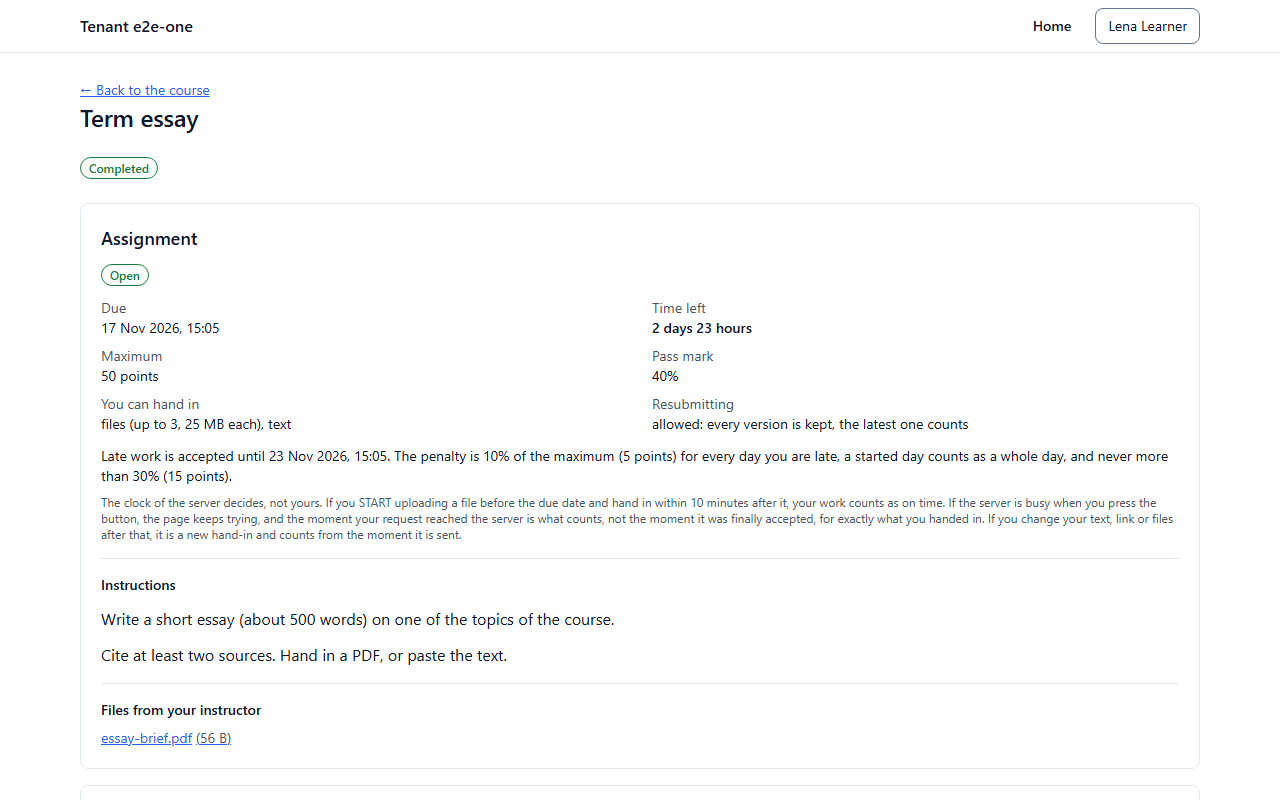 Tenant e2e-one
Home
Lena Learner
← Back to the course
Term essay
Completed
Assignment
Open
Due
17 Nov 2026, 15:05
Time left
2 days 23 hours
Maximum
50 points
Pass mark
40%
You can hand in
files (up to 3, 25 MB each), text
Resubmitting
allowed: every version is kept, the latest one counts
Late work is accepted until 23 Nov 2026, 15:05. The penalty is 10% of the maximum (5 points) for every day you are late, a started day counts as a whole day, and never more
than 30% (15 points).
The clock of the server decides, not yours. If you START uploading a file before the due date and hand in within 10 minutes after it, your work counts as on time. If the server is busy when you press the
button, the page keeps trying, and the moment your request reached the server is what counts, not the moment it was finally accepted, for exactly what you handed in. If you change your text, link or files
after that, it is a new hand-in and counts from the moment it is sent.
Instructions
Write a short essay (about 500 words) on one of the topics of the course.
Cite at least two sources. Hand in a PDF, or paste the text.
Files from your instructor
essay-brief.pdf (56 B)